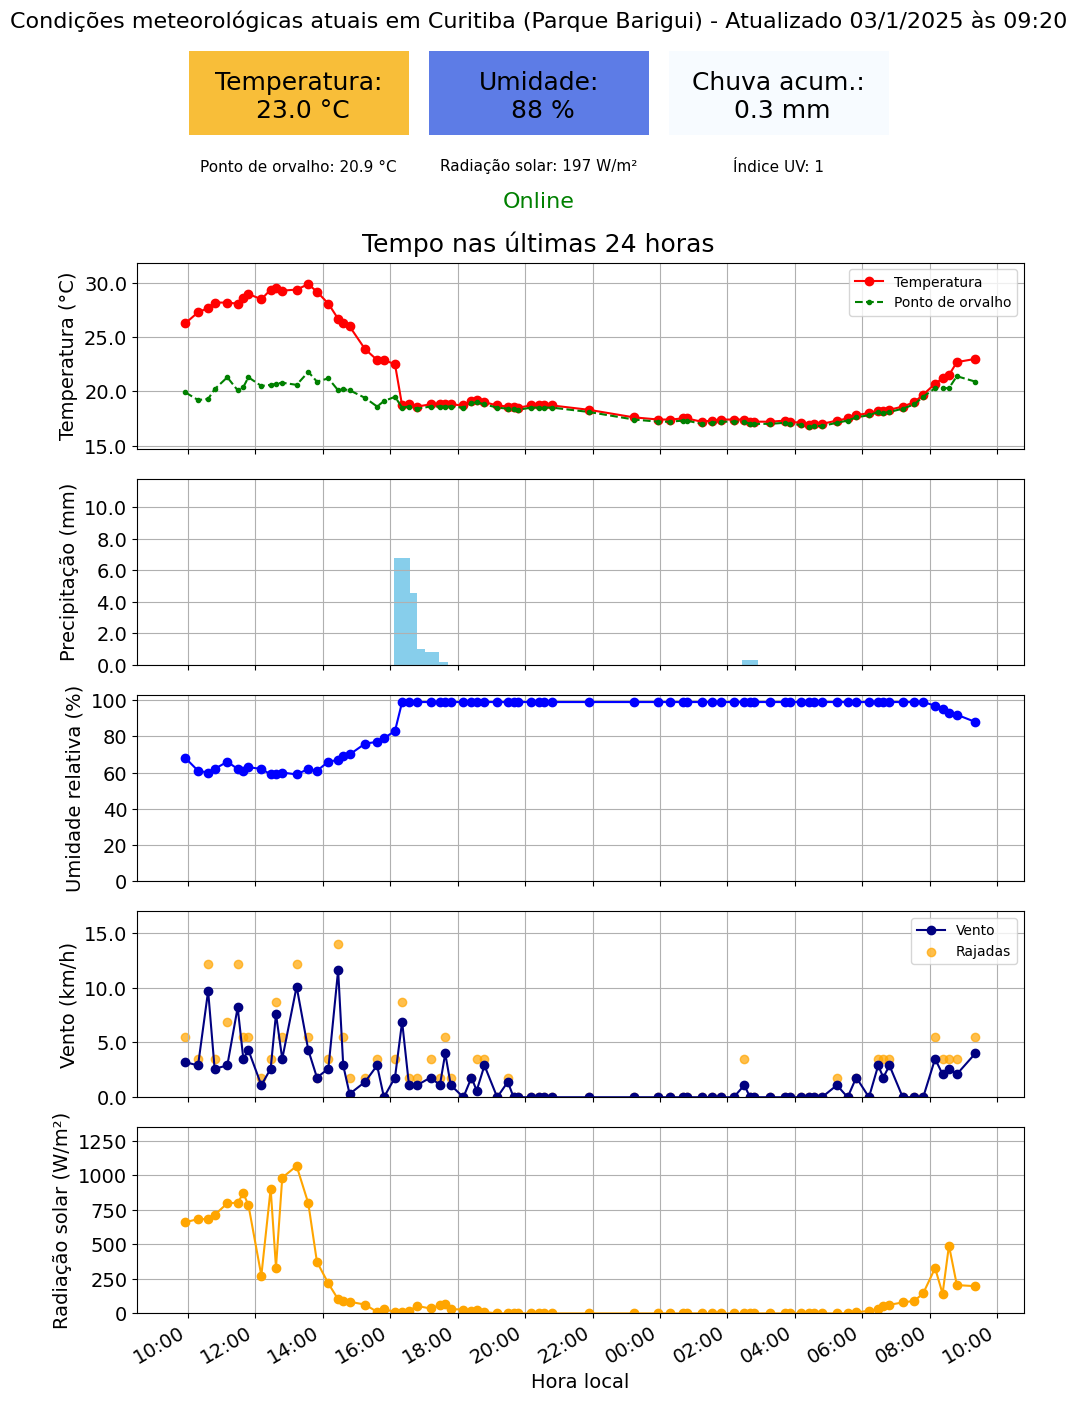 Condições meteorológicas atuais em Curitiba (Parque Barigui) - Atualizado 03/1/2025 às 09:20
Temperatura:
23.0 °C
Umidade:
88 %
Chuva acum.:
0.3 mm
Ponto de orvalho: 20.9 °C
Radiação solar: 197 W/m²
Índice UV: 1
Online
Tempo nas últimas 24 horas
Temperatura (°C)
30.0
25.0
20.0
15.0
Temperatura
Ponto de orvalho
Precipitação (mm)
10.0
8.0
6.0
4.0
2.0
0.0
Umidade relativa (%)
100
80
60
40
20
0
Vento (km/h)
15.0
10.0
5.0
0.0
Vento
Rajadas
Radiação solar (W/m²)
1250
1000
750
500
250
0
10:00
12:00
14:00
16:00
18:00
20:00
22:00
00:00
02:00
04:00
06:00
08:00
10:00
Hora local